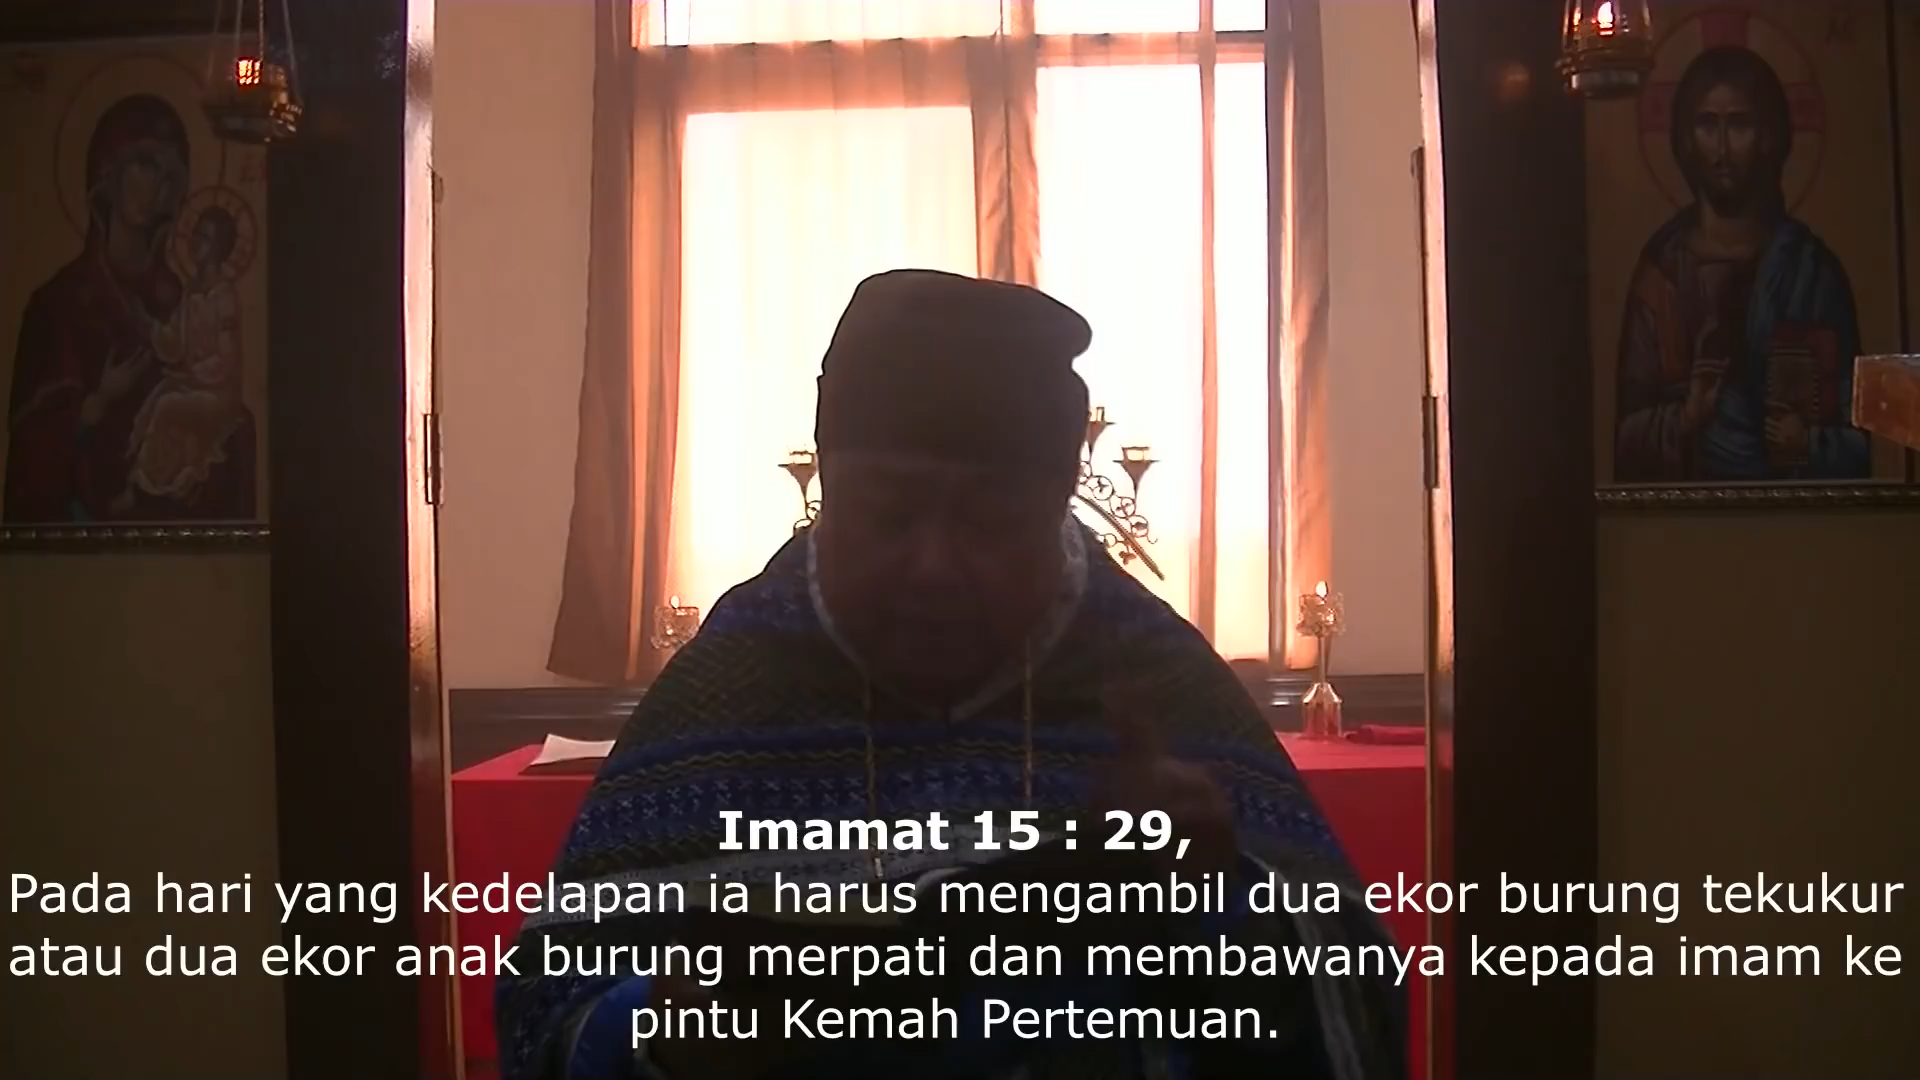 Imamat 15 : 29,
Pada hari yang kedelapan ia harus mengambil dua ekor burung tekukur
atau dua ekor anak burung merpati dan membawanya kepada imam ke
pintu Kemah Pertemuan.